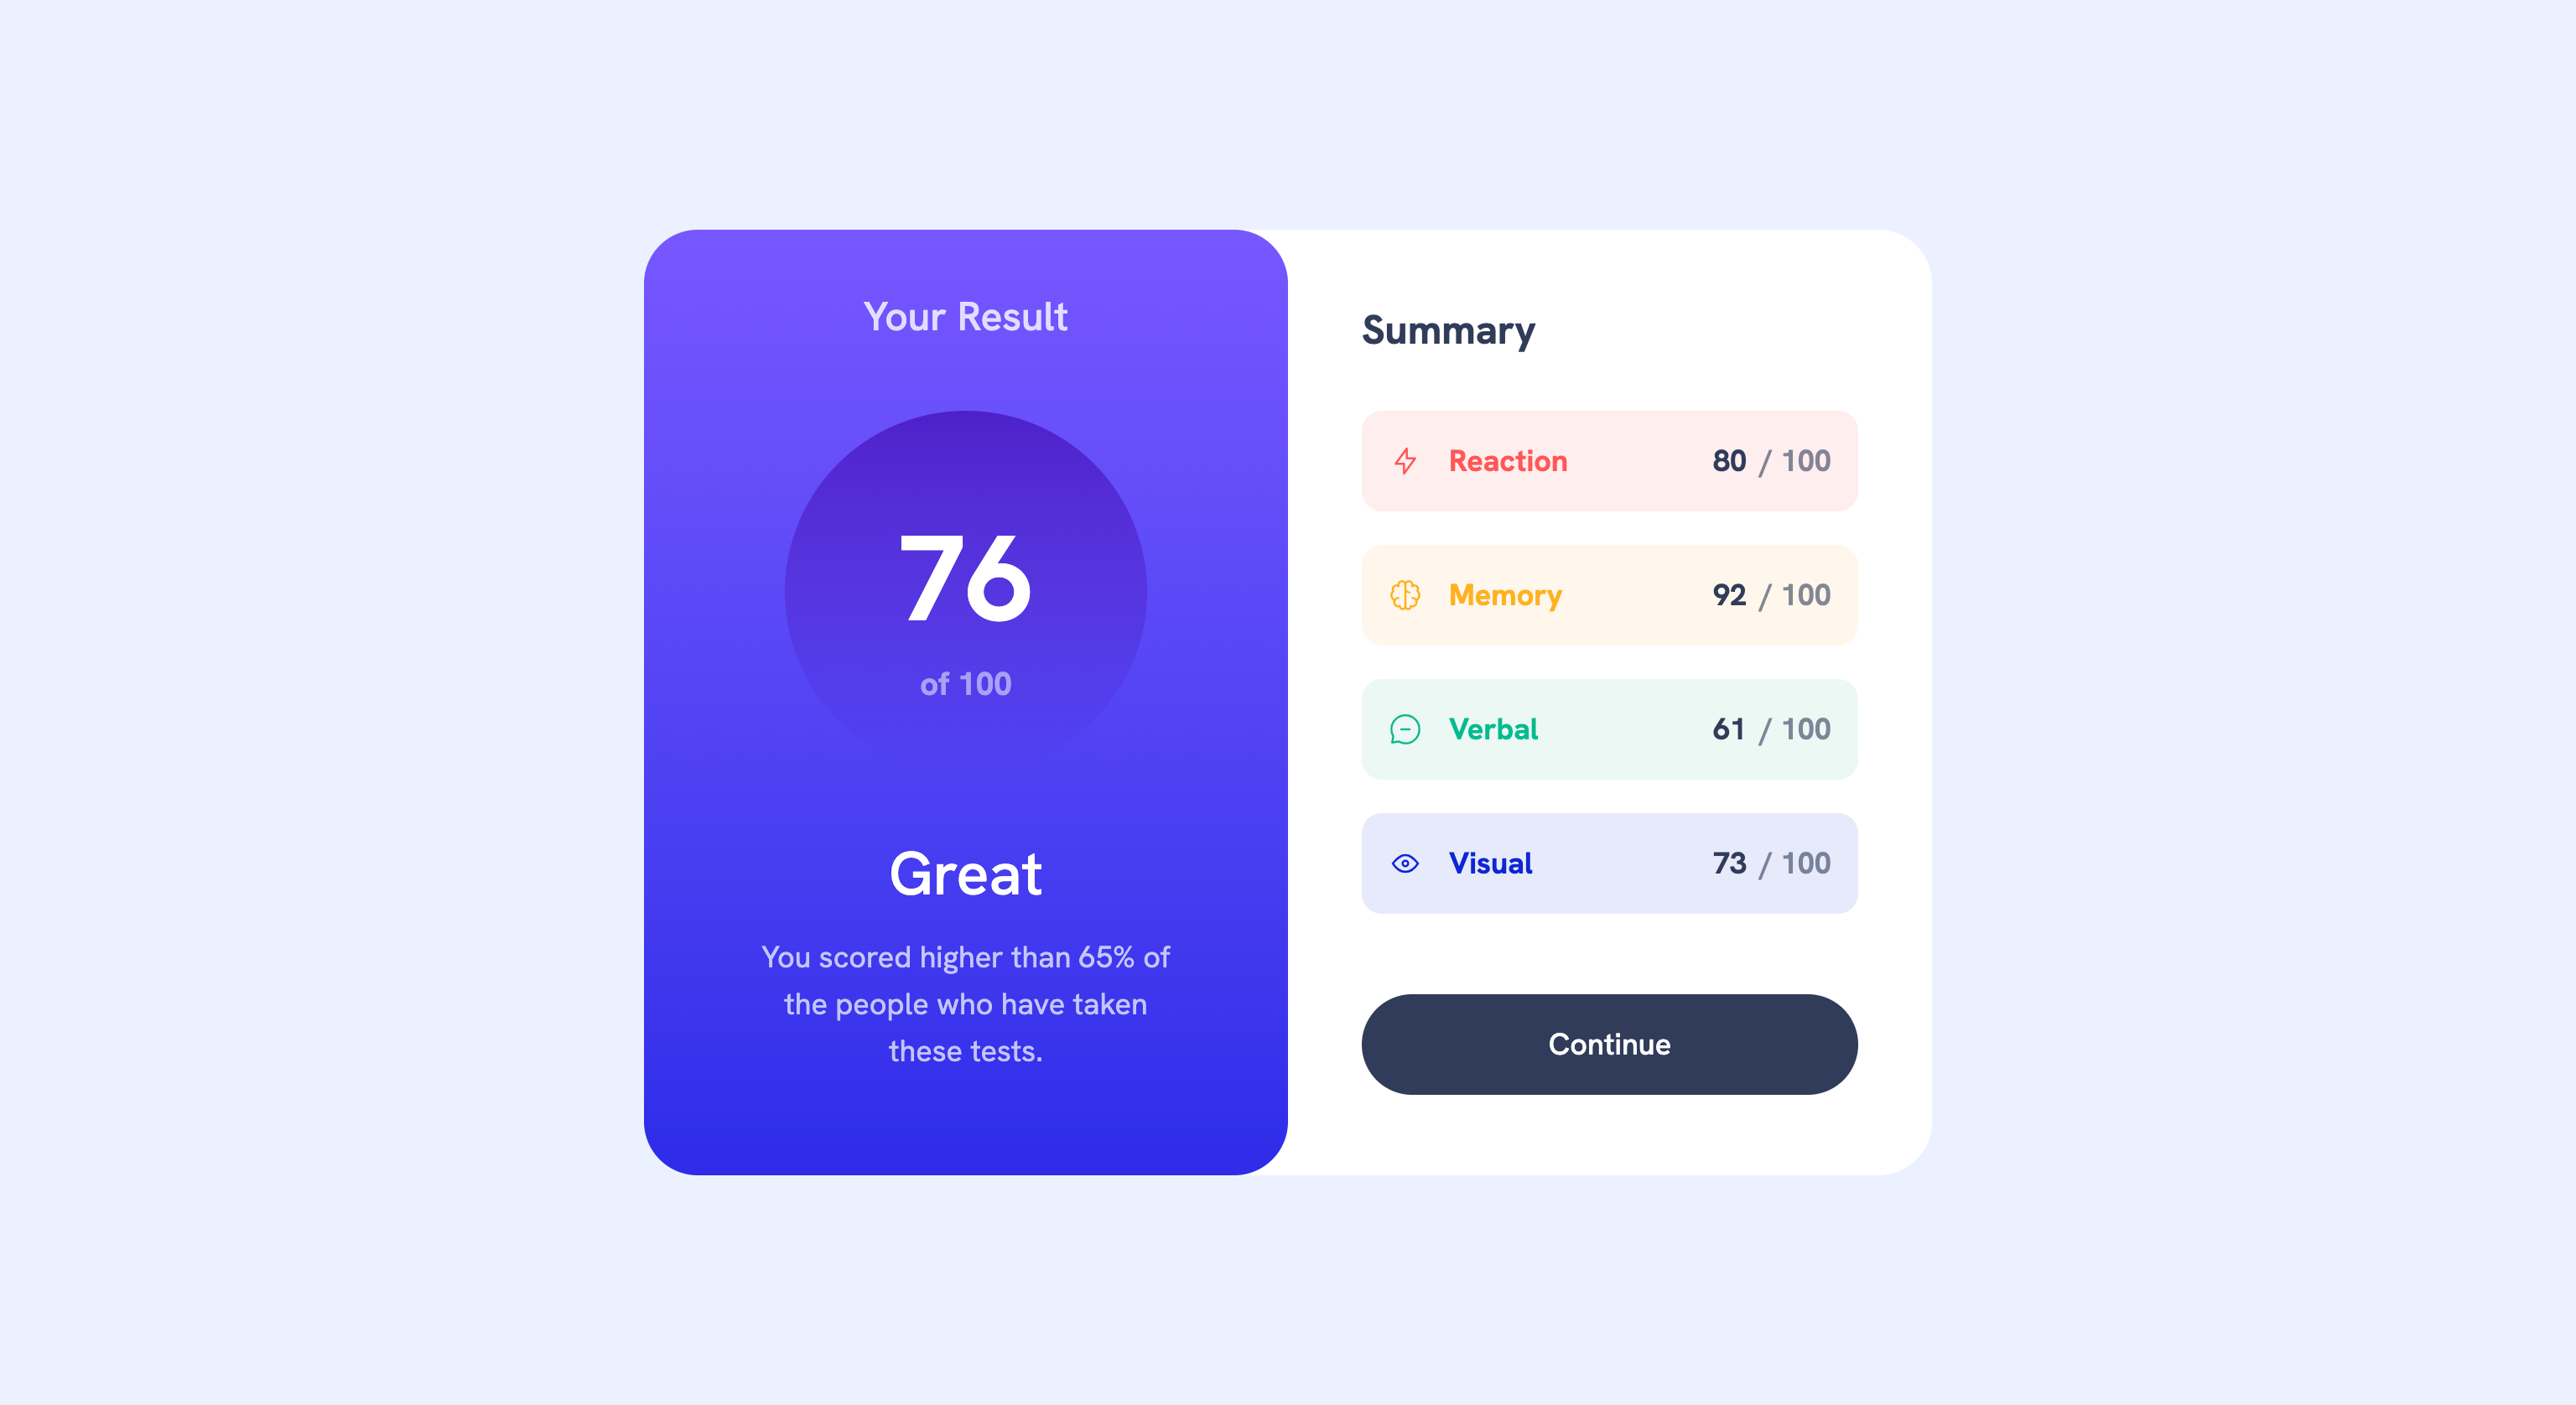 Your Result
76
of 100
Great
You scored higher than 65% of
the people who have taken
these tests.
Summary
Reaction 80 / 100
Memory 92 / 100
Verbal 61 / 100
Visual 73 / 100
Continue